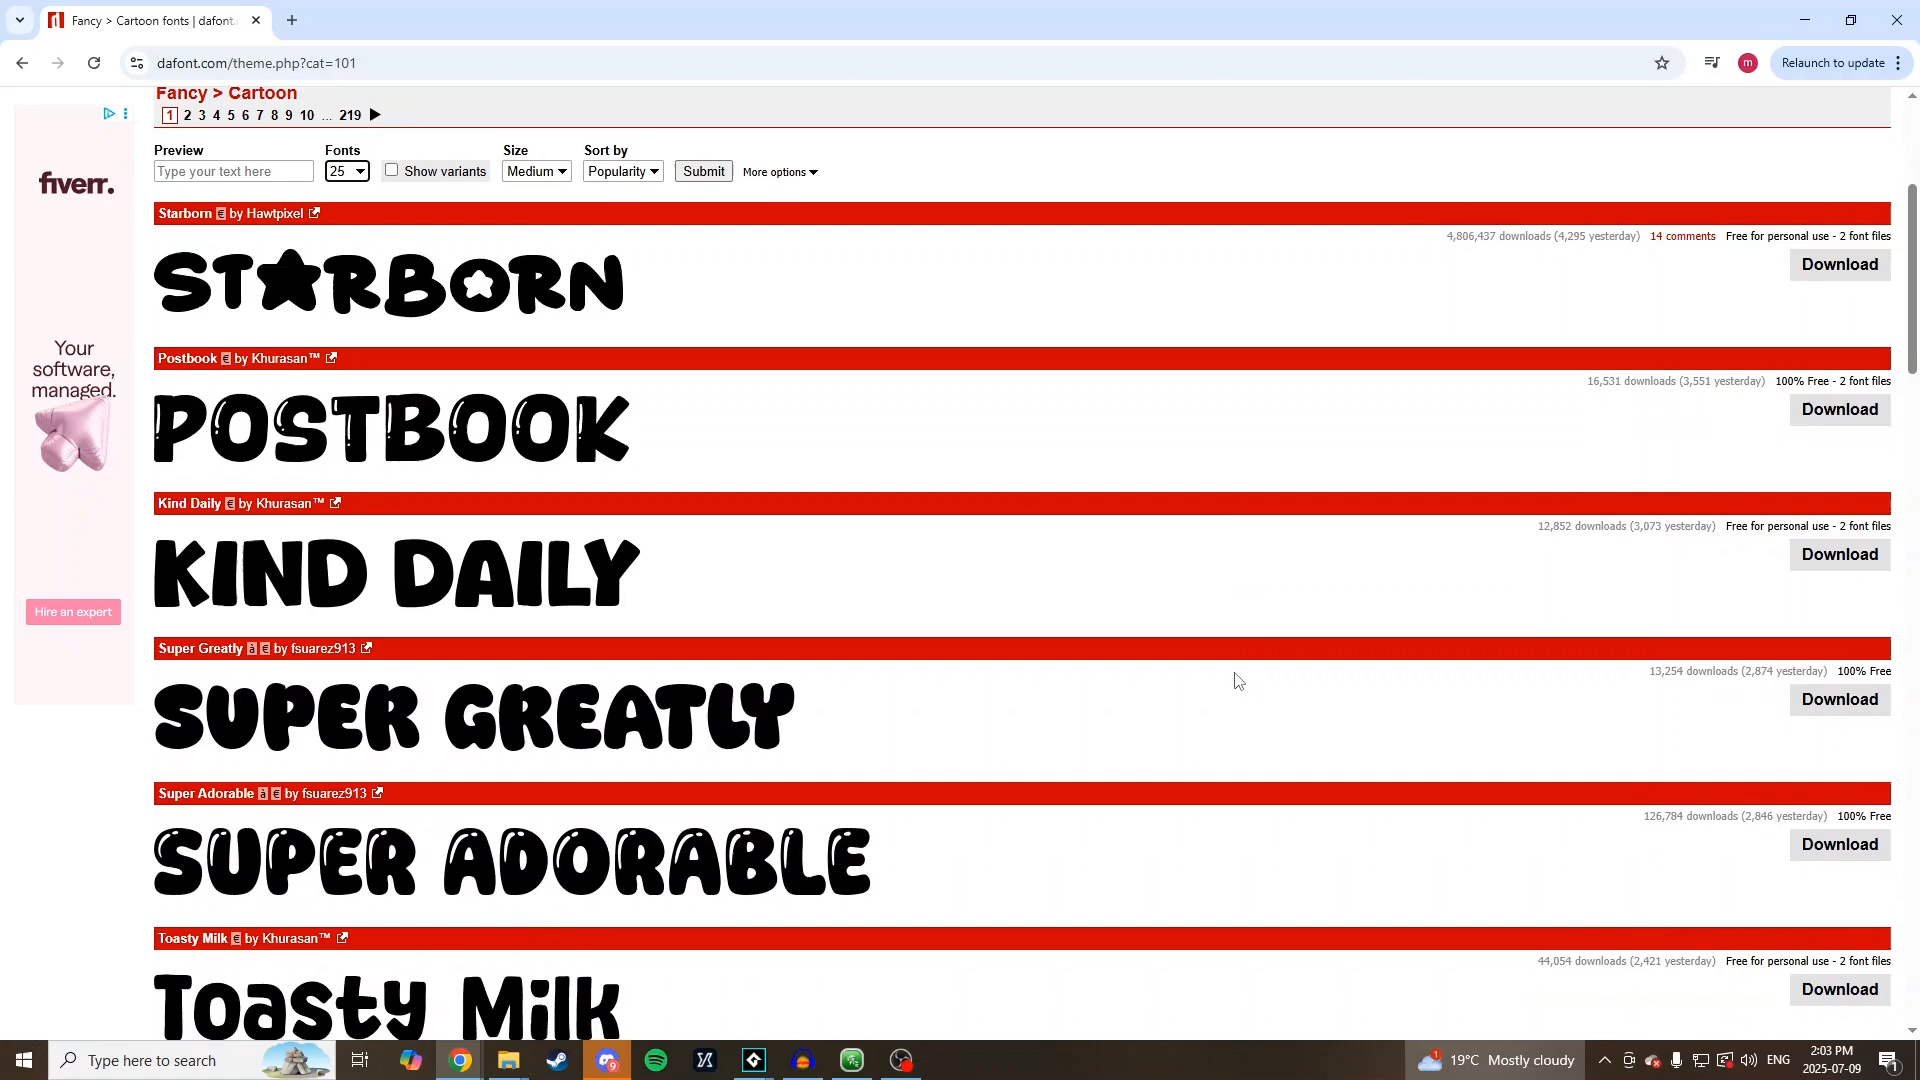 Fancy > Cartoon fonts | dafont.
dafont.com/theme.php?cat=101
m
Relaunch to update
Fancy > Cartoon
1 2 3 4 5 6 7 8 9 10 ... 219
Preview
Fonts
Size
Sort by
Type your text here
25
Show variants
Medium
Popularity
Submit
More options
fiverr.
Your
software,
managed.
Hire an expert
Starborn € by Hawtpixel
4,806,437 downloads (4,295 yesterday) 14 comments Free for personal use - 2 font files
Download
STARBORN
Postbook € by Khurasan™
16,531 downloads (3,551 yesterday) 100% Free - 2 font files
Download
POSTBOOK
Kind Daily € by Khurasan™
12,852 downloads (3,073 yesterday) Free for personal use - 2 font files
Download
KIND DAILY
Super Greatly à € by fsuarez913
13,254 downloads (2,874 yesterday) 100% Free
Download
SUPER GREATLY
Super Adorable à € by fsuarez913
126,784 downloads (2,846 yesterday) 100% Free
Download
SUPER ADORABLE
Toasty Milk € by Khurasan™
44,054 downloads (2,421 yesterday) Free for personal use - 2 font files
Download
Toasty Milk
Type here to search
9
1
19°C Mostly cloudy
ENG
2:03 PM
2025-07-09
1